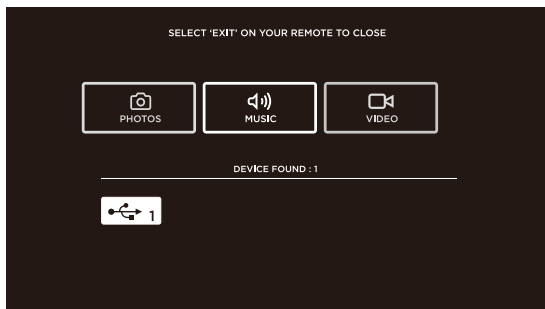 SELECT 'EXIT' ON YOUR REMOTE TO CLOSE
PHOTOS MUSIC VIDEO
DEVICE FOUND : 1
1